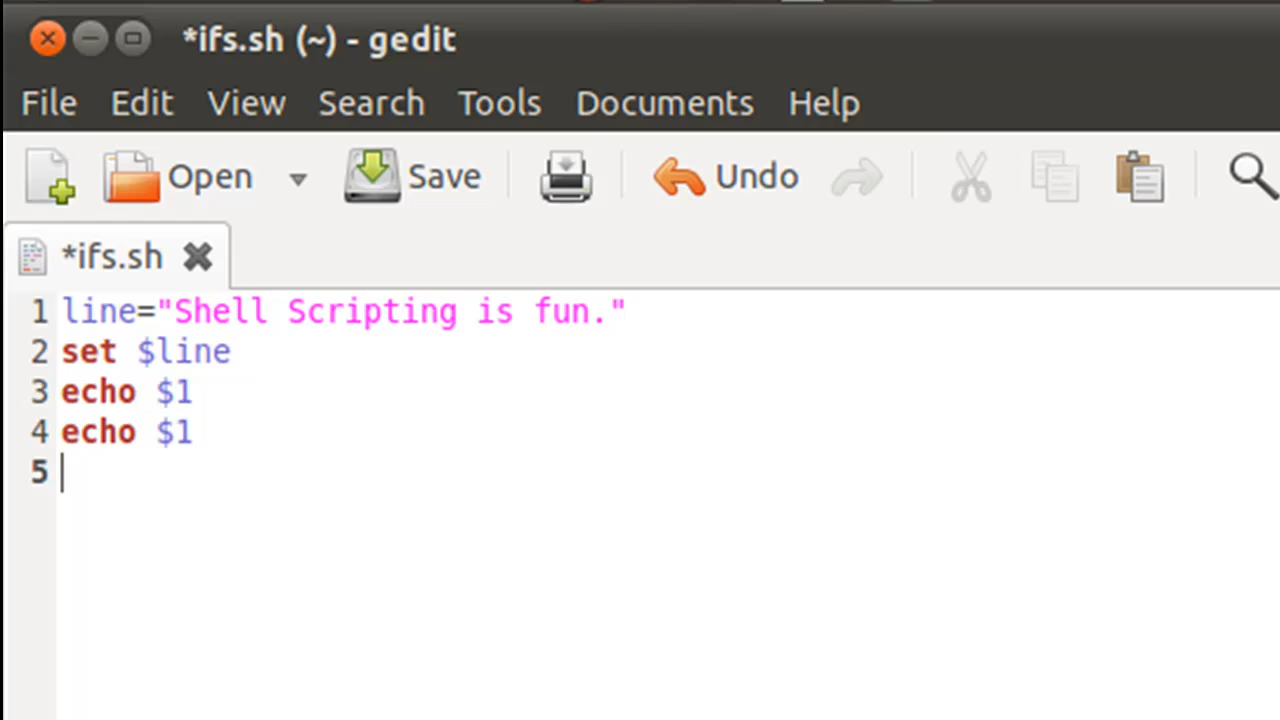 *ifs.sh (~) - gedit
File Edit View Search Tools Documents Help
Open Save Undo
*ifs.sh
1 line="Shell Scripting is fun."
2 set $line
3 echo $1
4 echo $1
5